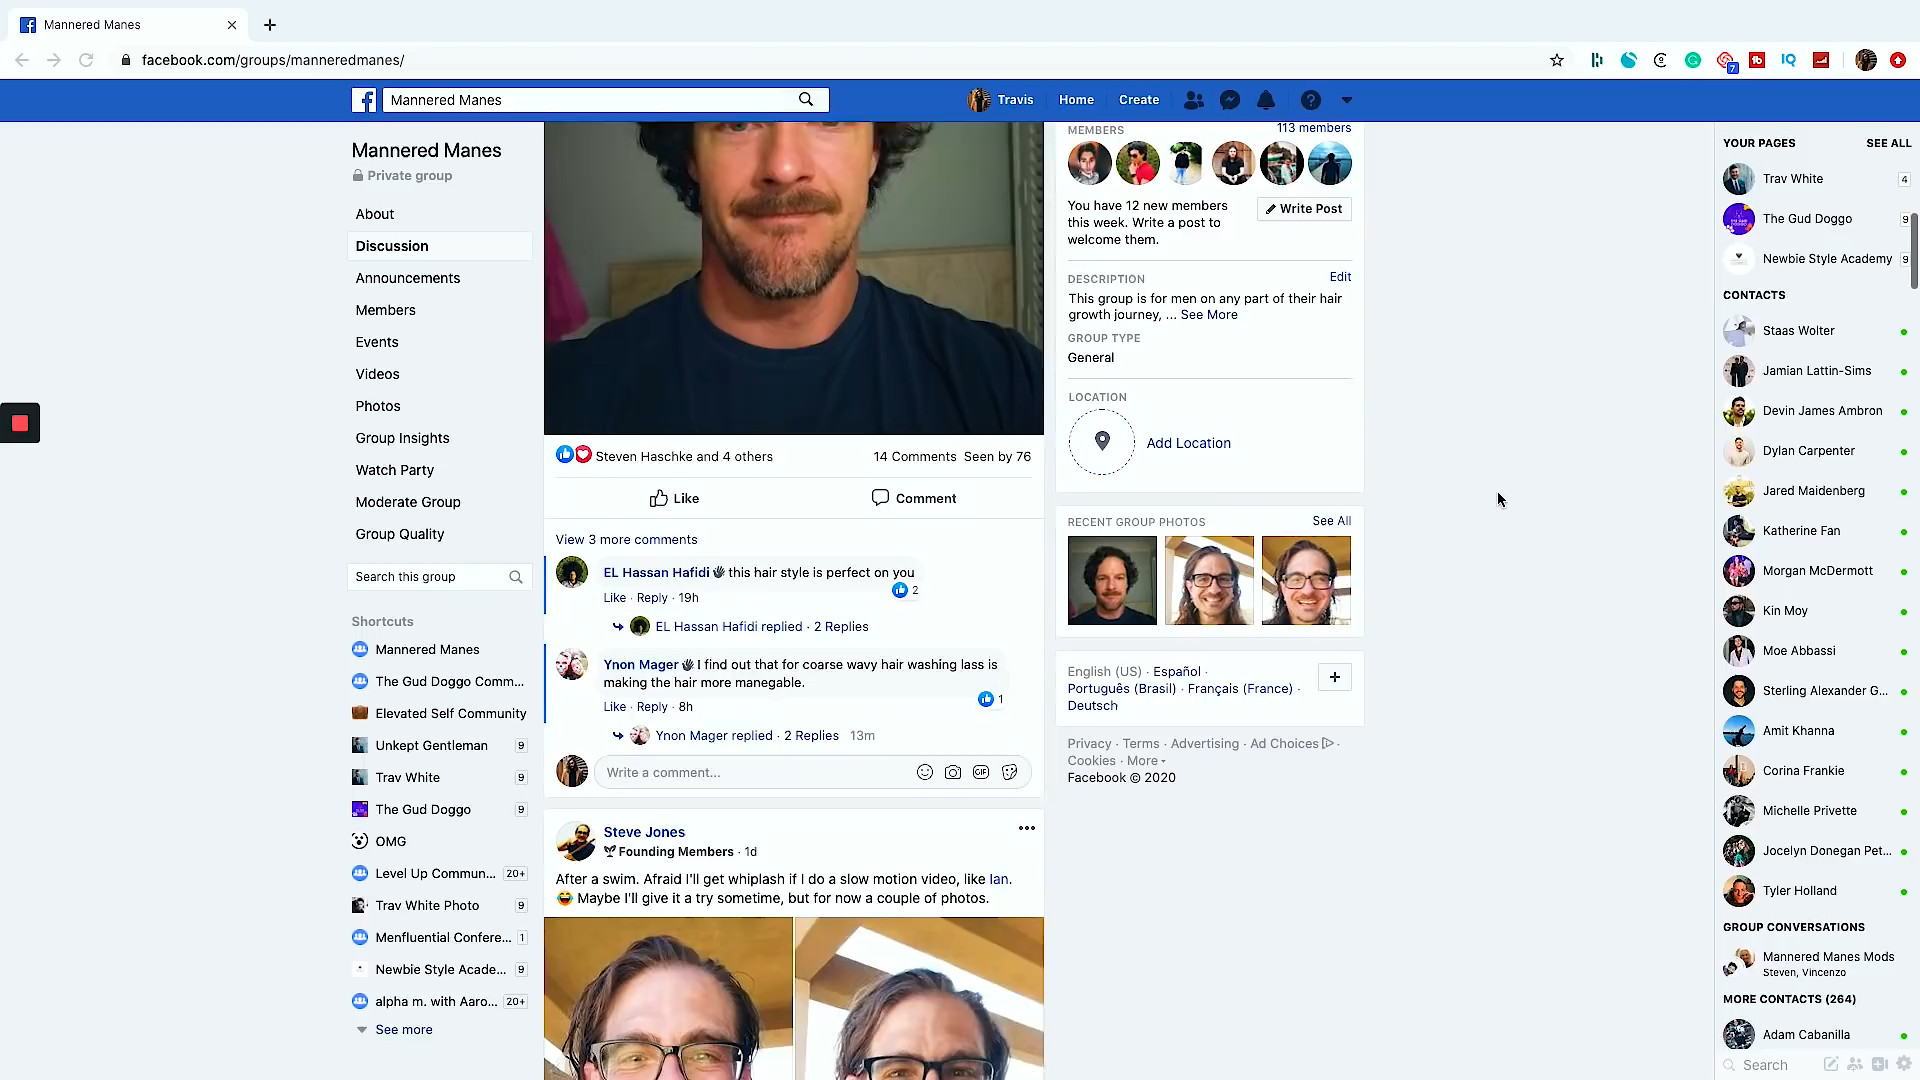 Mannered Manes
facebook.com/groups/manneredmanes/
7
IQ
Mannered Manes
Travis
Home
Create
Mannered Manes
Private group
About
Discussion
Announcements
Members
Events
Videos
Photos
Group Insights
Watch Party
Moderate Group
Group Quality
Search this group
Shortcuts
Mannered Manes
The Gud Doggo Comm...
Elevated Self Community
Unkept Gentleman 9
Trav White 9
The Gud Doggo 9
OMG
Level Up Commun... 20+
Trav White Photo 9
Menfluential Confere... 1
Newbie Style Acade... 9
alpha m. with Aaro... 20+
See more
Steven Haschke and 4 others
14 Comments Seen by 76
Like
Comment
View 3 more comments
EL Hassan Hafidi this hair style is perfect on you
2
Like · Reply · 19h
EL Hassan Hafidi replied · 2 Replies
Ynon Mager I find out that for coarse wavy hair washing lass is
making the hair more manegable.
1
Like · Reply · 8h
Ynon Mager replied · 2 Replies 13m
Write a comment...
GIF
Steve Jones
Founding Members · 1d
After a swim. Afraid I'll get whiplash if I do a slow motion video, like Ian.
Maybe I'll give it a try sometime, but for now a couple of photos.
MEMBERS
113 members
You have 12 new members
this week. Write a post to
welcome them.
Write Post
DESCRIPTION
Edit
This group is for men on any part of their hair
growth journey, ... See More
GROUP TYPE
General
LOCATION
Add Location
RECENT GROUP PHOTOS
See All
English (US) · Español ·
Português (Brasil) · Français (France) ·
Deutsch
Privacy · Terms · Advertising · Ad Choices ·
Cookies · More
Facebook © 2020
YOUR PAGES
SEE ALL
Trav White 4
The Gud Doggo 9
Newbie Style Academy 9
CONTACTS
Staas Wolter
Jamian Lattin-Sims
Devin James Ambron
Dylan Carpenter
Jared Maidenberg
Katherine Fan
Morgan McDermott
Kin Moy
Moe Abbassi
Sterling Alexander G...
Amit Khanna
Corina Frankie
Michelle Privette
Jocelyn Donegan Pet...
Tyler Holland
GROUP CONVERSATIONS
Mannered Manes Mods
Steven, Vincenzo
MORE CONTACTS (264)
Adam Cabanilla
Search